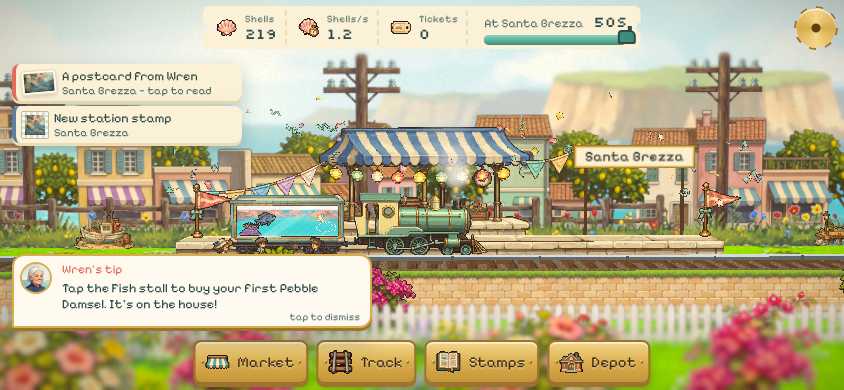 Shells
219
Shells/s
1.2
Tickets
0
At Santa Brezza 50s
A postcard from Wren
Santa Brezza - tap to read
New station stamp
Santa Brezza
Santa Brezza
Wren's tip
Tap the Fish stall to buy your first Pebble
Damsel. It's on the house!
tap to dismiss
Market
Track
Stamps
Depot